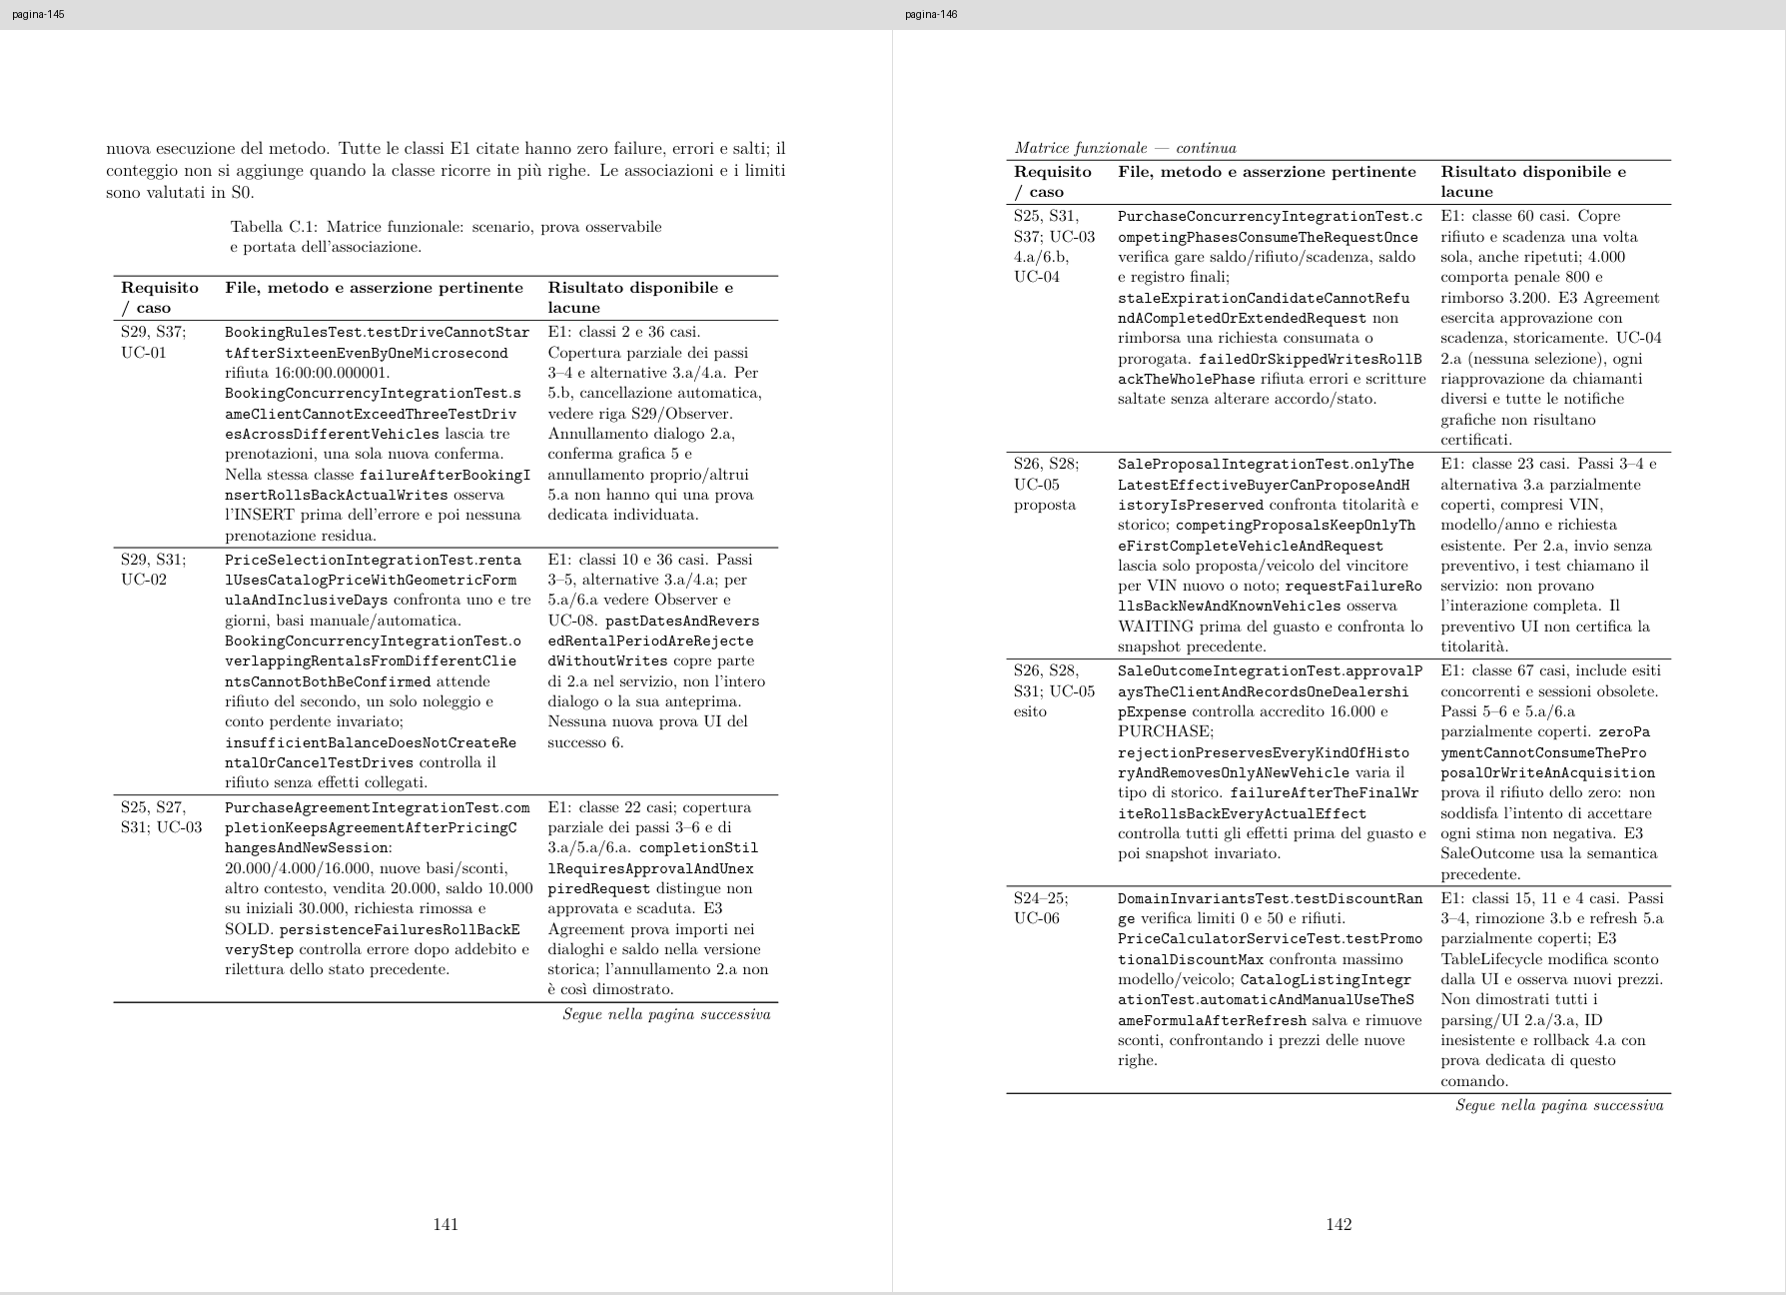 pagina-145
nuova esecuzione del metodo. Tutte le classi E1 citate hanno zero failure, errori e salti; il
conteggio non si aggiunge quando la classe ricorre in più righe. Le associazioni e i limiti
sono valutati in S0.
Tabella C.1: Matrice funzionale: scenario, prova osservabile
e portata dell'associazione.
Requisito
/ caso
File, metodo e asserzione pertinente
Risultato disponibile e
lacune
S29, S37;
UC-01
BookingRulesTest.testDriveCannotStar
tAfterSixteenEvenByOneMicrosecond
rifiuta 16:00:00.000001.
BookingConcurrencyIntegrationTest.s
ameClientCannotExceedThreeTestDriv
esAcrossDifferentVehicles lascia tre
prenotazioni, una sola nuova conferma.
Nella stessa classe failureAfterBookingI
nsertRollsBackActualWrites osserva
l'INSERT prima dell'errore e poi nessuna
prenotazione residua.
E1: classi 2 e 36 casi.
Copertura parziale dei passi
3–4 e alternative 3.a/4.a. Per
5.b, cancellazione automatica,
vedere riga S29/Observer.
Annullamento dialogo 2.a,
conferma grafica 5 e
annullamento proprio/altrui
5.a non hanno qui una prova
dedicata individuata.
S29, S31;
UC-02
PriceSelectionIntegrationTest.renta
lUsesCatalogPriceWithGeometricForm
ulaAndInclusiveDays confronta uno e tre
giorni, basi manuale/automatica.
BookingConcurrencyIntegrationTest.o
verlappingRentalsFromDifferentClie
ntsCannotBothBeConfirmed attende
rifiuto del secondo, un solo noleggio e
conto perdente invariato;
insufficientBalanceDoesNotCreateRe
ntalOrCancelTestDrives controlla il
rifiuto senza effetti collegati.
E1: classi 10 e 36 casi. Passi
3–5, alternative 3.a/4.a; per
5.a/6.a vedere Observer e
UC-08. pastDatesAndRevers
edRentalPeriodAreRejecte
dWithoutWrites copre parte
di 2.a nel servizio, non l'intero
dialogo o la sua anteprima.
Nessuna nuova prova UI del
successo 6.
S25, S27,
S31; UC-03
PurchaseAgreementIntegrationTest.com
pletionKeepsAgreementAfterPricingC
hangesAndNewSession:
20.000/4.000/16.000, nuove basi/sconti,
altro contesto, vendita 20.000, saldo 10.000
su iniziali 30.000, richiesta rimossa e
SOLD. persistenceFailuresRollBackE
veryStep controlla errore dopo addebito e
rilettura dello stato precedente.
E1: classe 22 casi; copertura
parziale dei passi 3–6 e di
3.a/5.a/6.a. completionStil
lRequiresApprovalAndUnex
piredRequest distingue non
approvata e scaduta. E3
Agreement prova importi nei
dialoghi e saldo nella versione
storica; l'annullamento 2.a non
è così dimostrato.
Segue nella pagina successiva
141
pagina-146
Matrice funzionale — continua
Requisito
/ caso
File, metodo e asserzione pertinente
Risultato disponibile e
lacune
S25, S31,
S37; UC-03
4.a/6.b,
UC-04
PurchaseConcurrencyIntegrationTest.c
ompetingPhasesConsumeTheRequestOnce
verifica gare saldo/rifiuto/scadenza, saldo
e registro finali;
staleExpirationCandidateCannotRefu
ndACompletedOrExtendedRequest non
rimborsa una richiesta consumata o
prorogata. failedOrSkippedWritesRollB
ackTheWholePhase rifiuta errori e scritture
saltate senza alterare accordo/stato.
E1: classe 60 casi. Copre
rifiuto e scadenza una volta
sola, anche ripetuti; 4.000
comporta penale 800 e
rimborso 3.200. E3 Agreement
esercita approvazione con
scadenza, storicamente. UC-04
2.a (nessuna selezione), ogni
riapprovazione da chiamanti
diversi e tutte le notifiche
grafiche non risultano
certificati.
S26, S28;
UC-05
proposta
SaleProposalIntegrationTest.onlyThe
LatestEffectiveBuyerCanProposeAndH
istoryIsPreserved confronta titolarità e
storico; competingProposalsKeepOnlyTh
eFirstCompleteVehicleAndRequest
lascia solo proposta/veicolo del vincitore
per VIN nuovo o noto; requestFailureRo
llsBackNewAndKnownVehicles osserva
WAITING prima del guasto e confronta lo
snapshot precedente.
E1: classe 23 casi. Passi 3–4 e
alternativa 3.a parzialmente
coperti, compresi VIN,
modello/anno e richiesta
esistente. Per 2.a, invio senza
preventivo, i test chiamano il
servizio: non provano
l'interazione completa. Il
preventivo UI non certifica la
titolarità.
S26, S28,
S31; UC-05
esito
SaleOutcomeIntegrationTest.approvalP
aysTheClientAndRecordsOneDealershi
pExpense controlla accredito 16.000 e
PURCHASE;
rejectionPreservesEveryKindOfHisto
ryAndRemovesOnlyANewVehicle varia il
tipo di storico. failureAfterTheFinalWr
iteRollsBackEveryActualEffect
controlla tutti gli effetti prima del guasto e
poi snapshot invariato.
E1: classe 67 casi, include esiti
concorrenti e sessioni obsolete.
Passi 5–6 e 5.a/6.a
parzialmente coperti. zeroPa
ymentCannotConsumeThePro
posalOrWriteAnAcquisition
prova il rifiuto dello zero: non
soddisfa l'intento di accettare
ogni stima non negativa. E3
SaleOutcome usa la semantica
precedente.
S24–25;
UC-06
DomainInvariantsTest.testDiscountRan
ge verifica limiti 0 e 50 e rifiuti.
PriceCalculatorServiceTest.testPromo
tionalDiscountMax confronta massimo
modello/veicolo; CatalogListingIntegr
ationTest.automaticAndManualUseTheS
ameFormulaAfterRefresh salva e rimuove
sconti, confrontando i prezzi delle nuove
righe.
E1: classi 15, 11 e 4 casi. Passi
3–4, rimozione 3.b e refresh 5.a
parzialmente coperti; E3
TableLifecycle modifica sconto
dalla UI e osserva nuovi prezzi.
Non dimostrati tutti i
parsing/UI 2.a/3.a, ID
inesistente e rollback 4.a con
prova dedicata di questo
comando.
Segue nella pagina successiva
142